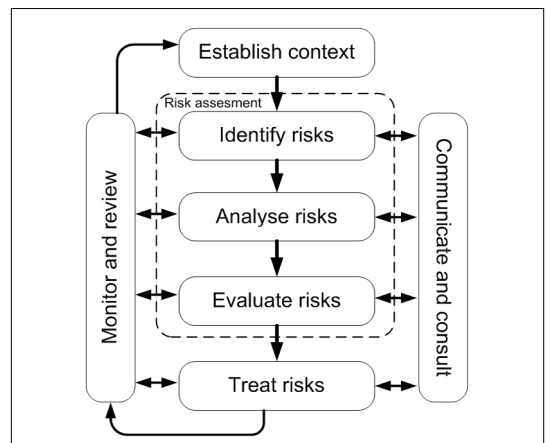 Establish context
Risk assesment
Identify risks
Analyse risks
Evaluate risks
Treat risks
Monitor and review
Communicate and consult